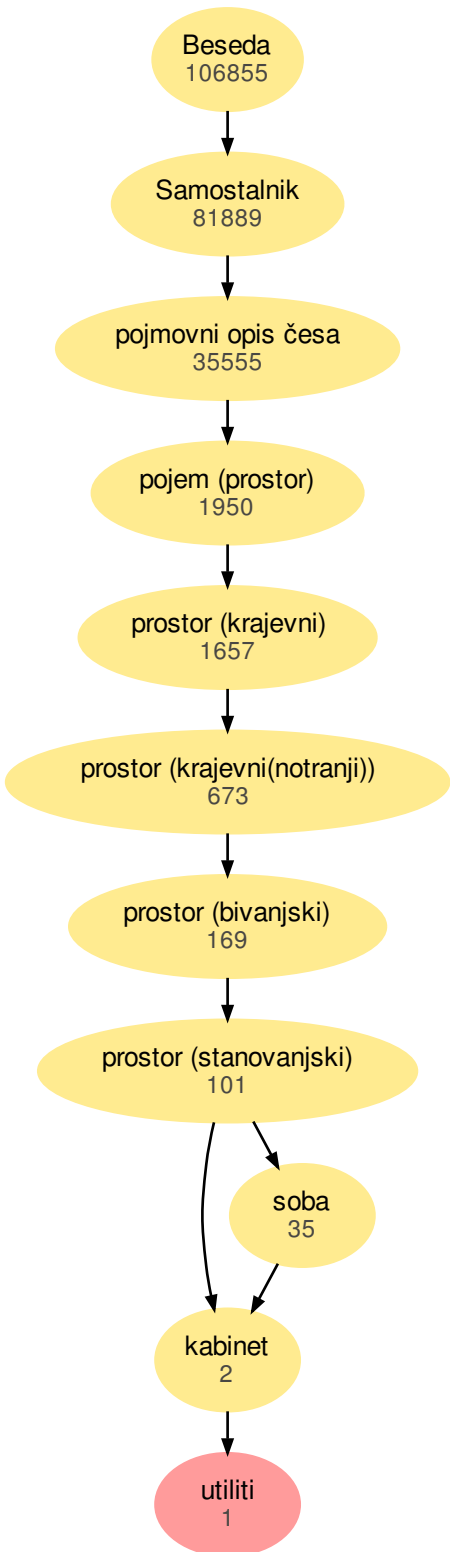 Beseda
106855
Samostalnik
81889
pojmovni opis česa
35555
pojem (prostor)
1950
prostor (krajevni)
1657
prostor (krajevni(notranji))
673
prostor (bivanjski)
169
prostor (stanovanjski)
101
soba
35
kabinet
2
utiliti
1